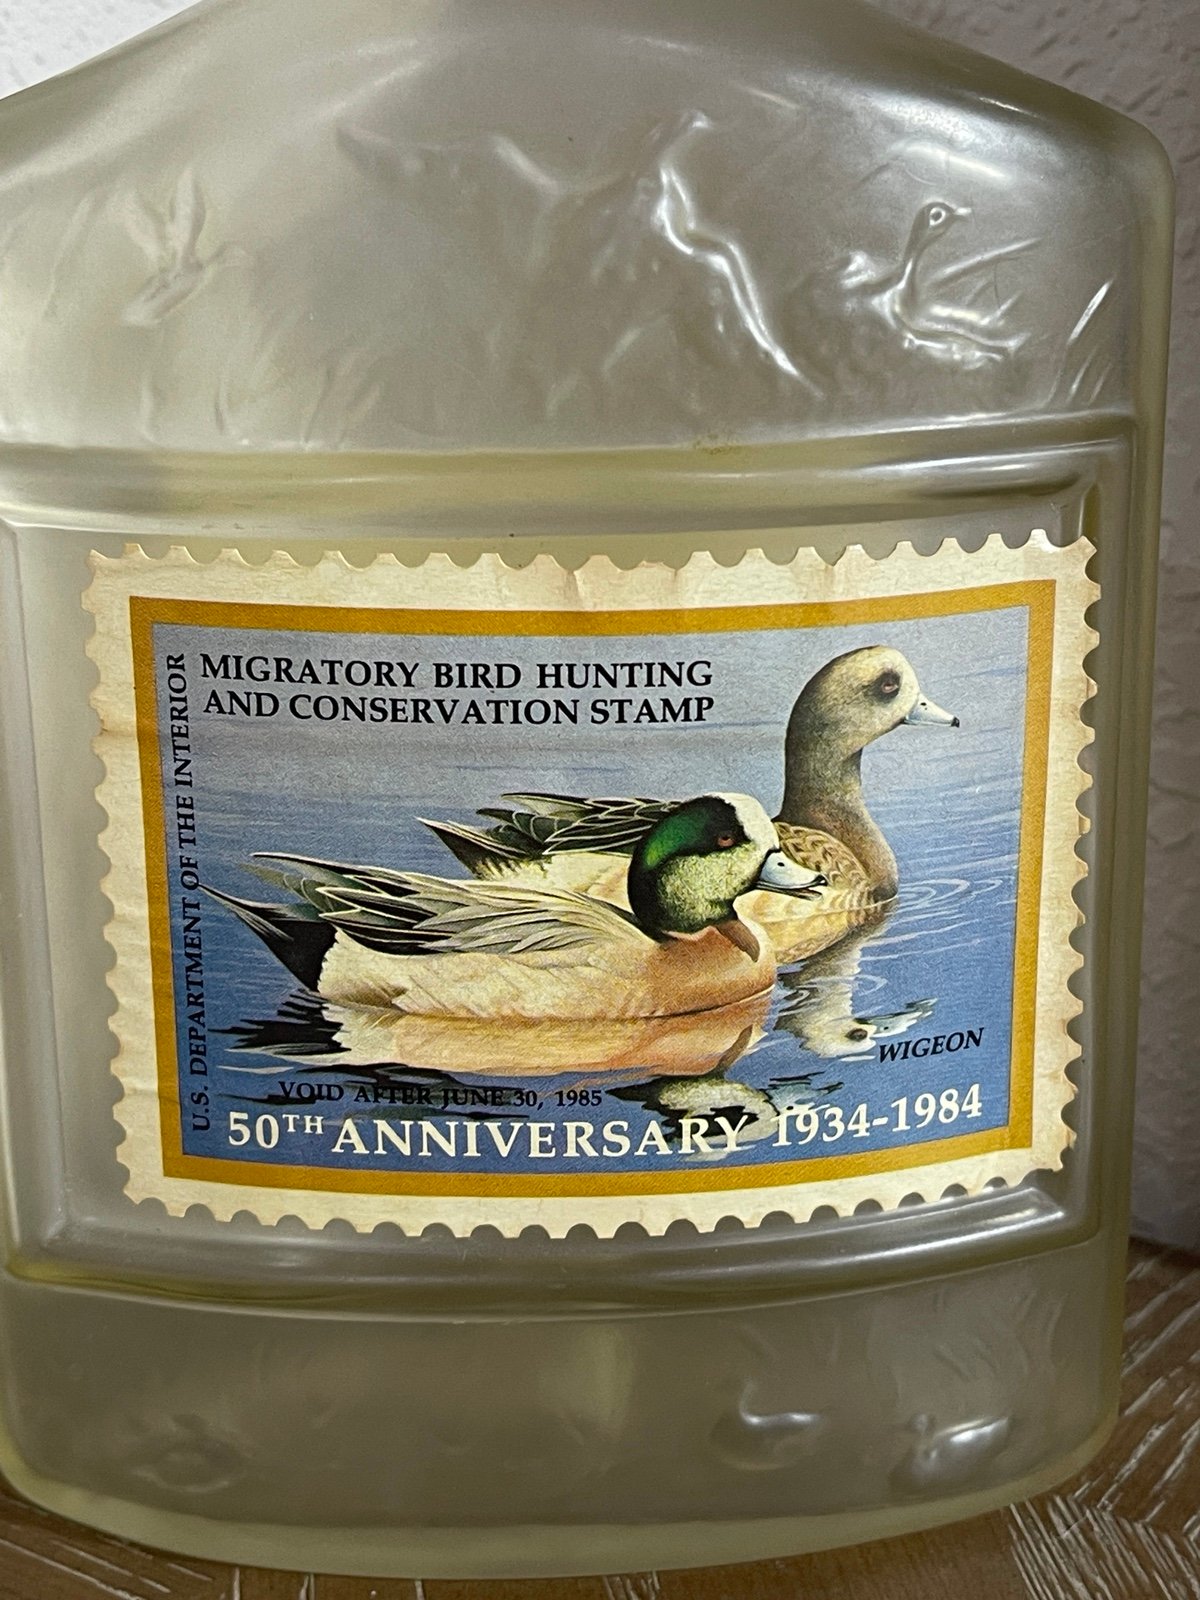 MIGRATORY BIRD HUNTING
AND CONSERVATION STAMP
U.S. DEPARTMENT OF THE INTERIOR
WIGEON
VOID AFTER JUNE 30, 1985
50TH ANNIVERSARY 1934-1984